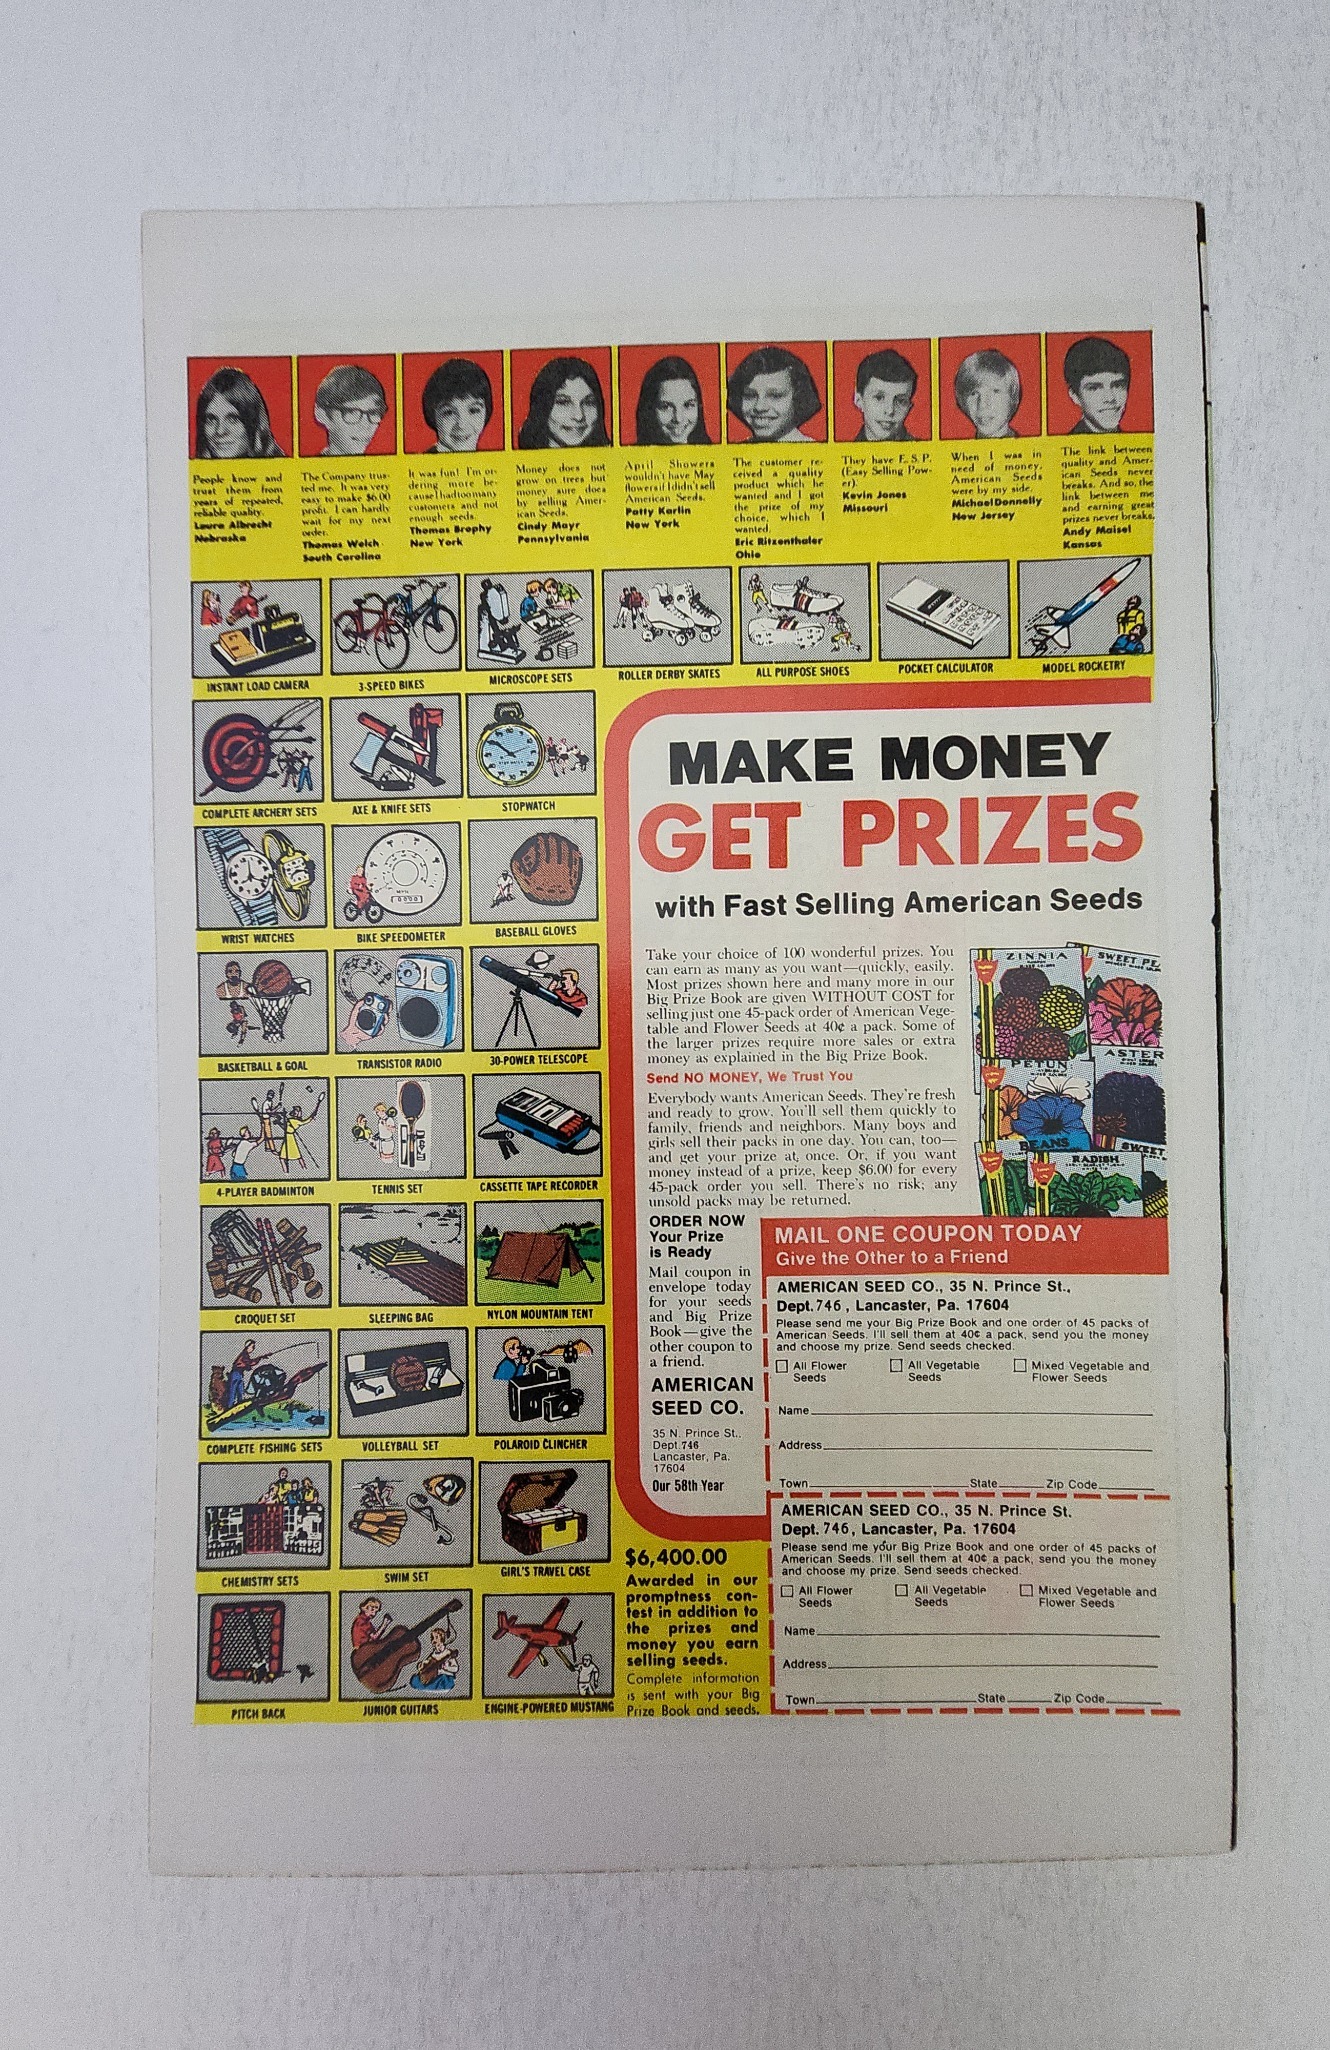 People know and
trust them from
years of repeated,
reliable quality.
Laura Albrecht
Nebraska
The Company trus-
ted me. It was very
easy to make $6.00
profit. I can hardly
wait for my next
order.
Thomas Welch
South Carolina
It was fun! I'm or-
dering more be-
cause I had too many
customers and not
enough seeds.
Thomas Brophy
New York
Money does not
grow on trees but
money sure does
by selling Amer-
ican Seeds.
Cindy Mayr
Pennsylvania
April Showers
wouldn't have May
flowers if I didn't sell
American Seeds.
Patty Karlin
New York
The customer re-
ceived a quality
product which he
wanted and I got
the prize of my
choice, which I
wanted.
Eric Ritzenthaler
Ohio
They have E. S. P.
(Easy Selling Pow-
er).
Kevin Jones
Missouri
When I was in
need of money,
American Seeds
were by my side.
Michael Donnelly
New Jersey
The link between
quality and Amer-
ican Seeds never
breaks. And so, the
link between me
and earning great
prizes never breaks.
Andy Maisel
Kansas
INSTANT LOAD CAMERA
3-SPEED BIKES
MICROSCOPE SETS
ROLLER DERBY SKATES
ALL PURPOSE SHOES
POCKET CALCULATOR
MODEL ROCKETRY
COMPLETE ARCHERY SETS
AXE & KNIFE SETS
STOPWATCH
WRIST WATCHES
BIKE SPEEDOMETER
BASEBALL GLOVES
BASKETBALL & GOAL
TRANSISTOR RADIO
30-POWER TELESCOPE
4-PLAYER BADMINTON
TENNIS SET
CASSETTE TAPE RECORDER
CROQUET SET
SLEEPING BAG
NYLON MOUNTAIN TENT
COMPLETE FISHING SETS
VOLLEYBALL SET
POLAROID CLINCHER
CHEMISTRY SETS
SWIM SET
GIRL'S TRAVEL CASE
PITCH BACK
JUNIOR GUITARS
ENGINE-POWERED MUSTANG
MAKE MONEY
GET PRIZES
with Fast Selling American Seeds
Take your choice of 100 wonderful prizes. You
can earn as many as you want—quickly, easily.
Most prizes shown here and many more in our
Big Prize Book are given WITHOUT COST for
selling just one 45-pack order of American Vege-
table and Flower Seeds at 40¢ a pack. Some of
the larger prizes require more sales or extra
money as explained in the Big Prize Book.
Send NO MONEY, We Trust You
Everybody wants American Seeds. They're fresh
and ready to grow. You'll sell them quickly to
family, friends and neighbors. Many boys and
girls sell their packs in one day. You can, too—
and get your prize at once. Or, if you want
money instead of a prize, keep $6.00 for every
45-pack order you sell. There's no risk; any
unsold packs may be returned.
ZINNIA
SWEET PE
PETUN
ASTER
BEANS
SWEET
RADISH
ORDER NOW
Your Prize
is Ready
Mail coupon in
envelope today
for your seeds
and Big Prize
Book—give the
other coupon to
a friend.
AMERICAN
SEED CO.
35 N. Prince St.,
Dept. 746
Lancaster, Pa.
17604
Our 58th Year
MAIL ONE COUPON TODAY
Give the Other to a Friend
AMERICAN SEED CO., 35 N. Prince St.,
Dept. 746, Lancaster, Pa. 17604
Please send me your Big Prize Book and one order of 45 packs of
American Seeds. I'll sell them at 40¢ a pack, send you the money
and choose my prize. Send seeds checked.
All Flower Seeds
All Vegetable Seeds
Mixed Vegetable and Flower Seeds
Name
Address
Town State Zip Code
AMERICAN SEED CO., 35 N. Prince St.
Dept. 746, Lancaster, Pa. 17604
Please send me your Big Prize Book and one order of 45 packs of
American Seeds. I'll sell them at 40¢ a pack, send you the money
and choose my prize. Send seeds checked.
All Flower Seeds
All Vegetable Seeds
Mixed Vegetable and Flower Seeds
Name
Address
Town State Zip Code
$6,400.00
Awarded in our
promptness con-
test in addition to
the prizes and
money you earn
selling seeds.
Complete information
is sent with your Big
Prize Book and seeds.